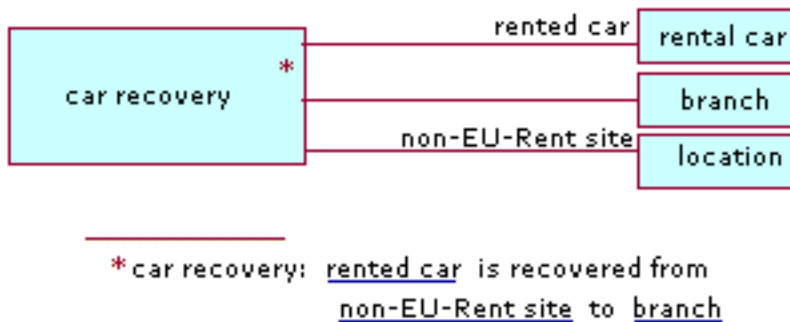 rented car
rental car
*
car recovery
branch
non-EU-Rent site
location
* car recovery: rented car is recovered from
non-EU-Rent site to branch